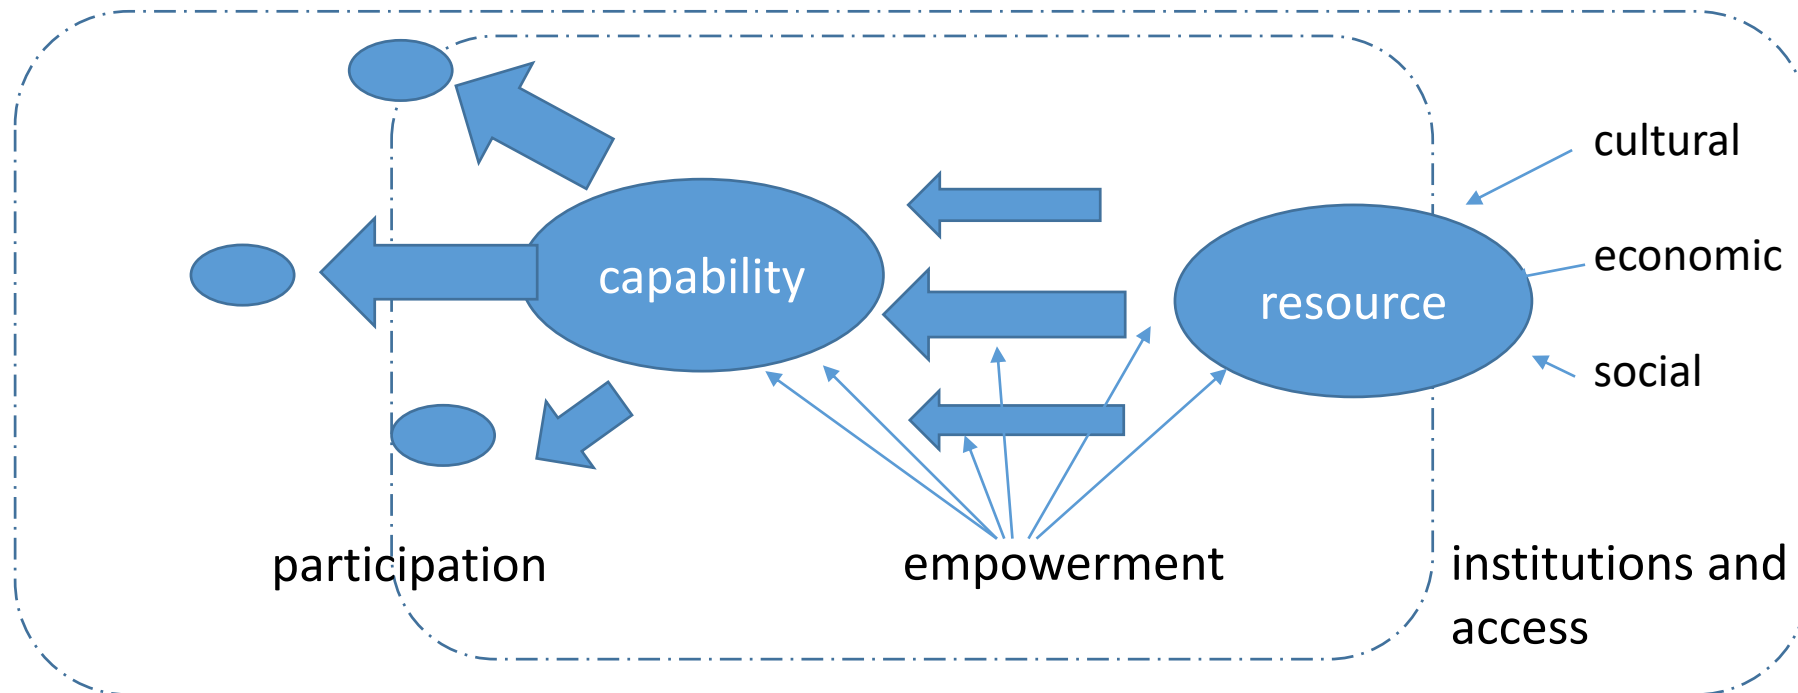 cultural
economic
capability
resource
social
participation
empowerment
institutions and
access